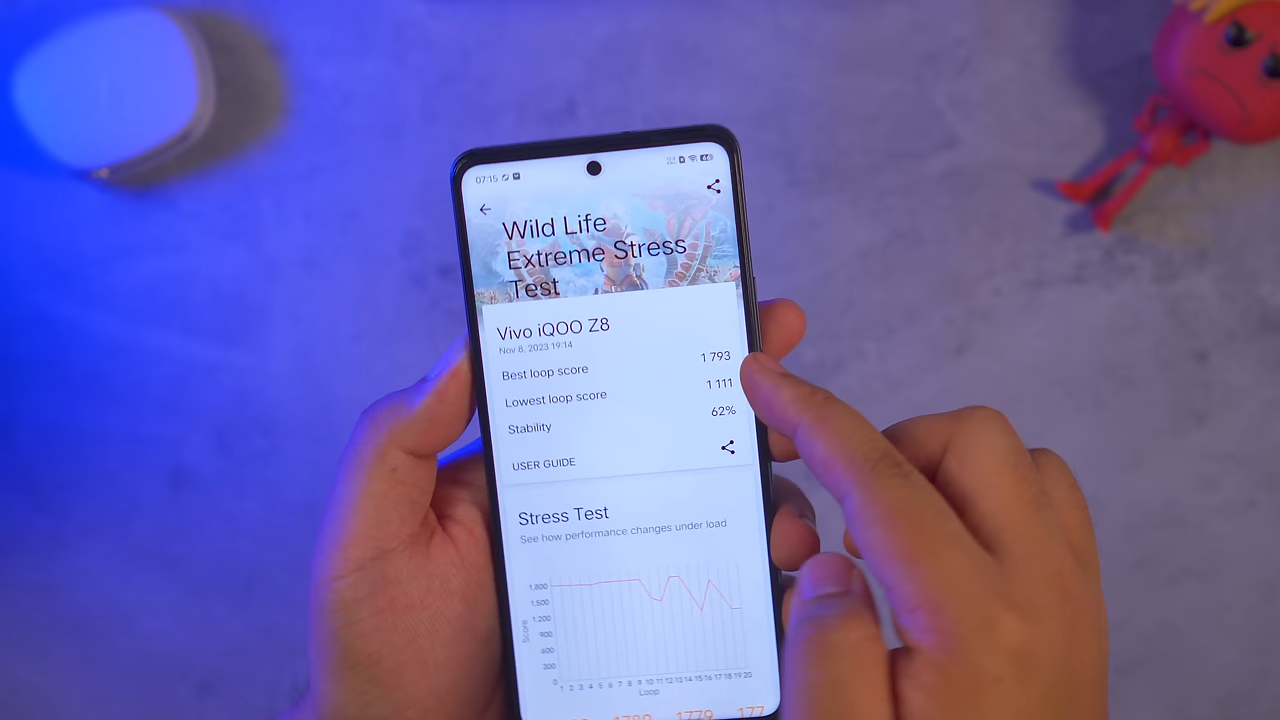 07:15
Wild Life
Extreme Stress
Test
Vivo iQOO Z8
Nov 8, 2023 19:14
Best loop score 1 793
Lowest loop score 1 111
Stability 62%
USER GUIDE
Stress Test
See how performance changes under load
1,800
1,500
1,200
900
600
300
0
Score
1 2 3 4 5 6 7 8 9 10 11 12 13 14 15 16 17 18 19 20
Loop
1779 177